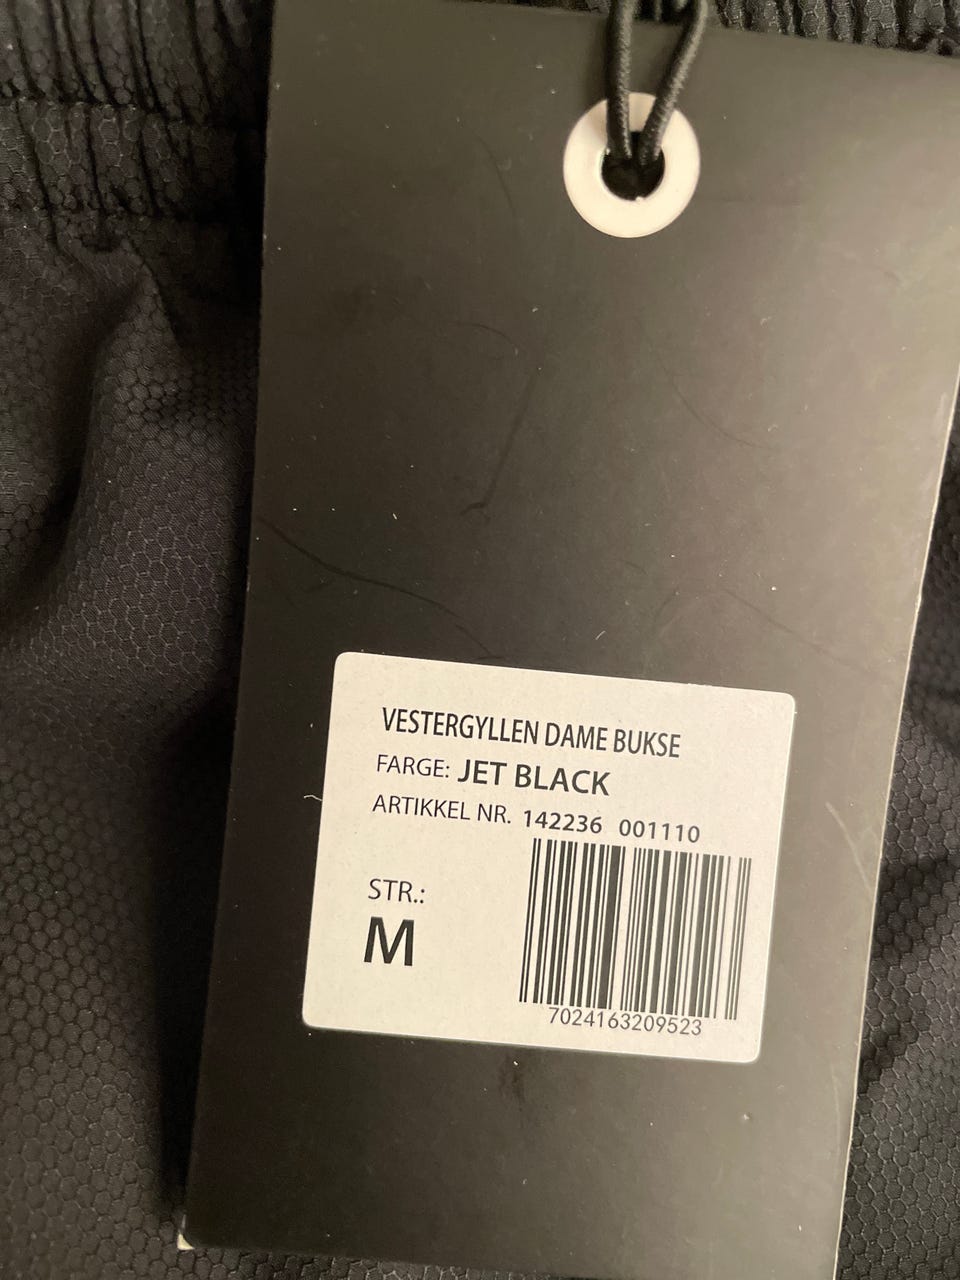 VESTERGYLLEN DAME BUKSE
FARGE: JET BLACK
ARTIKKEL NR. 142236 001110
STR.:
M
7024163209523